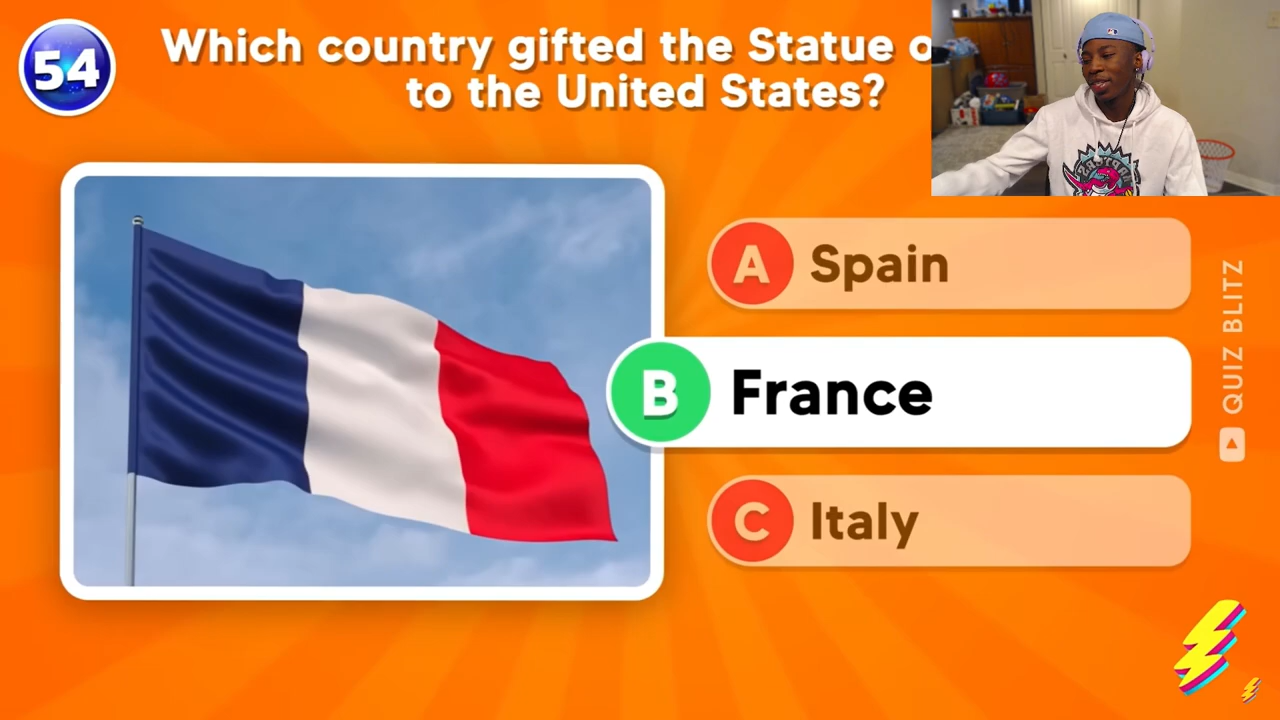 54
Which country gifted the Statue
to the United States?
A Spain
B France
C Italy
QUIZ BLITZ